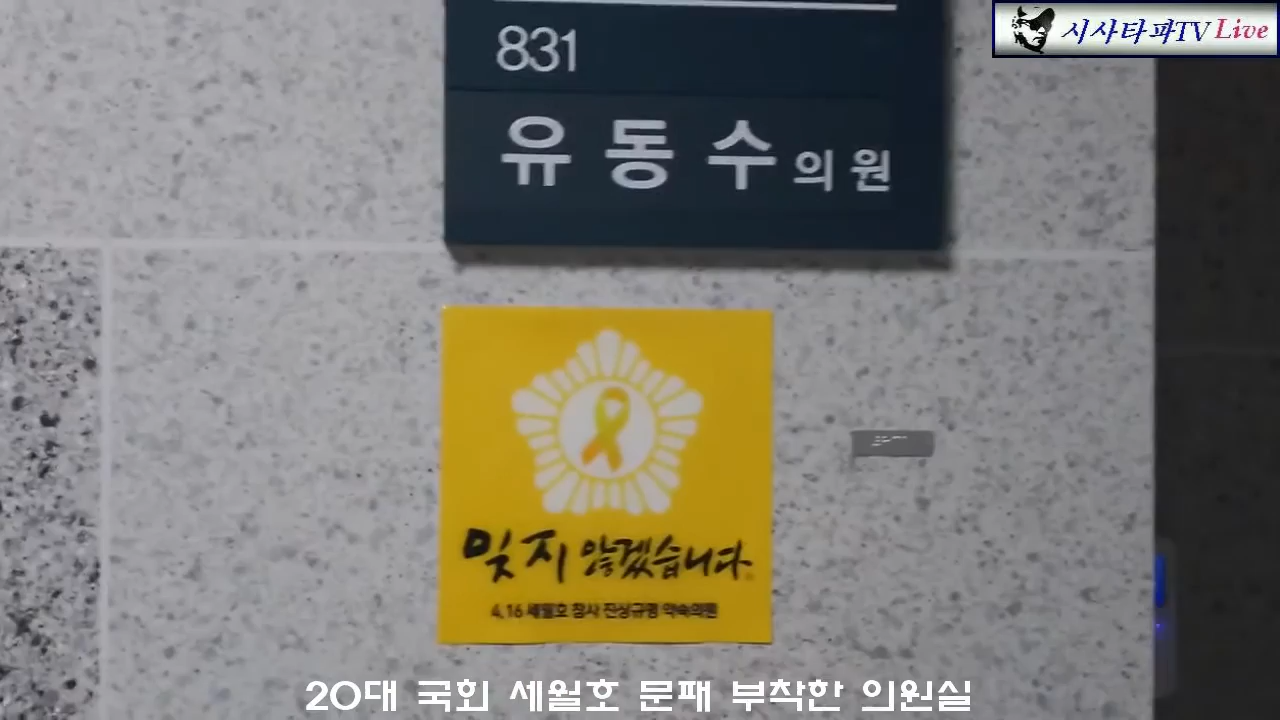 시사타파TV Live
831
유동수 의원
잊지 않겠습니다.
4.16 세월호 참사 진상규명 약속의원
20대 국회 세월호 문패 부착한 의원실